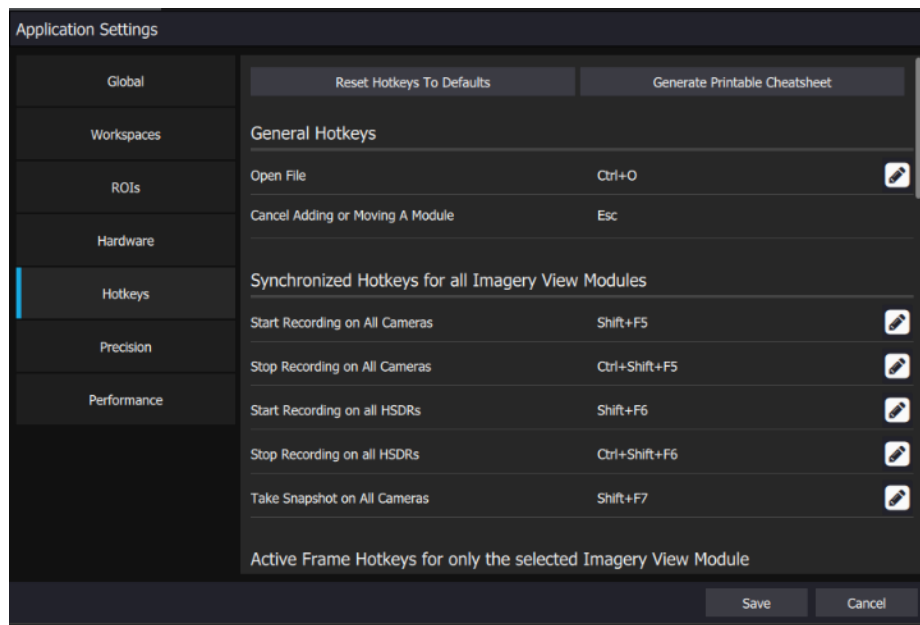 Application Settings
Global
Workspaces
ROIs
Hardware
Hotkeys
Precision
Performance
Reset Hotkeys To Defaults
Generate Printable Cheatsheet
General Hotkeys
Open File Ctrl+O
Cancel Adding or Moving A Module Esc
Synchronized Hotkeys for all Imagery View Modules
Start Recording on All Cameras Shift+F5
Stop Recording on All Cameras Ctrl+Shift+F5
Start Recording on all HSDRs Shift+F6
Stop Recording on all HSDRs Ctrl+Shift+F6
Take Snapshot on All Cameras Shift+F7
Active Frame Hotkeys for only the selected Imagery View Module
Save
Cancel